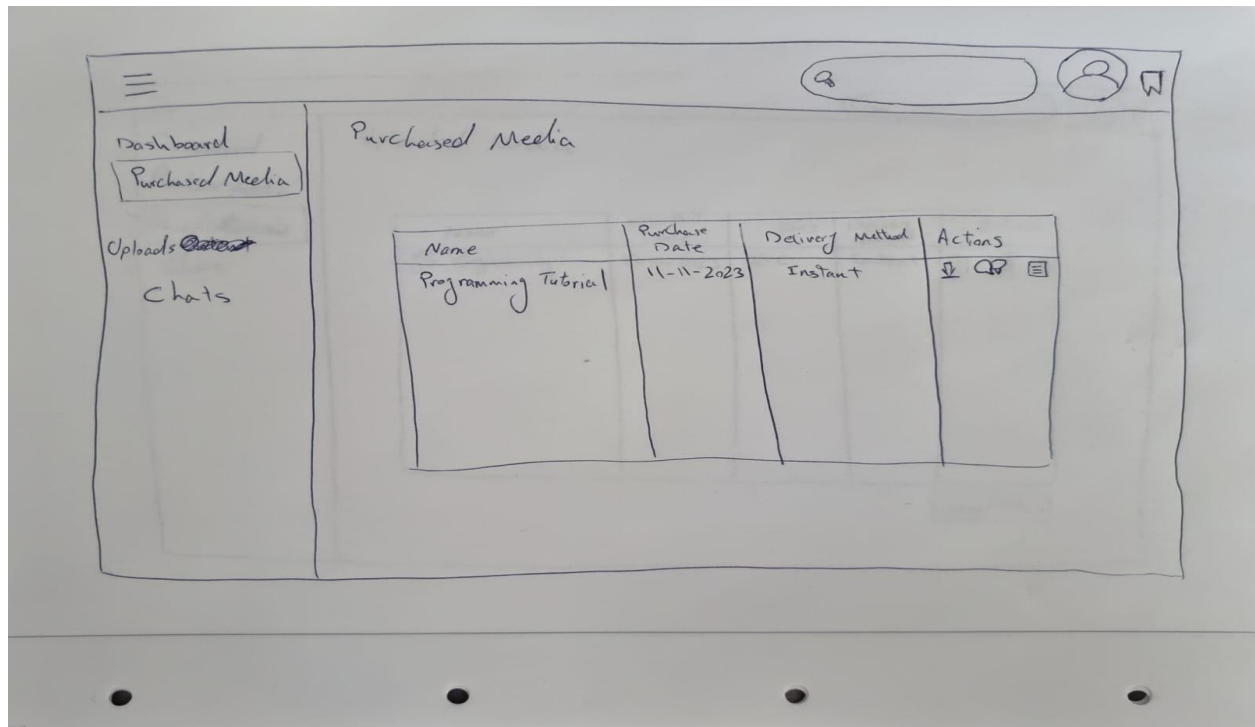 Dashboard
Purchased Media
Uploads
Chats
Purchased Media
Name
Purchase
Date
Delivery Method
Actions
Programming Tutorial
11-11-2023
Instant